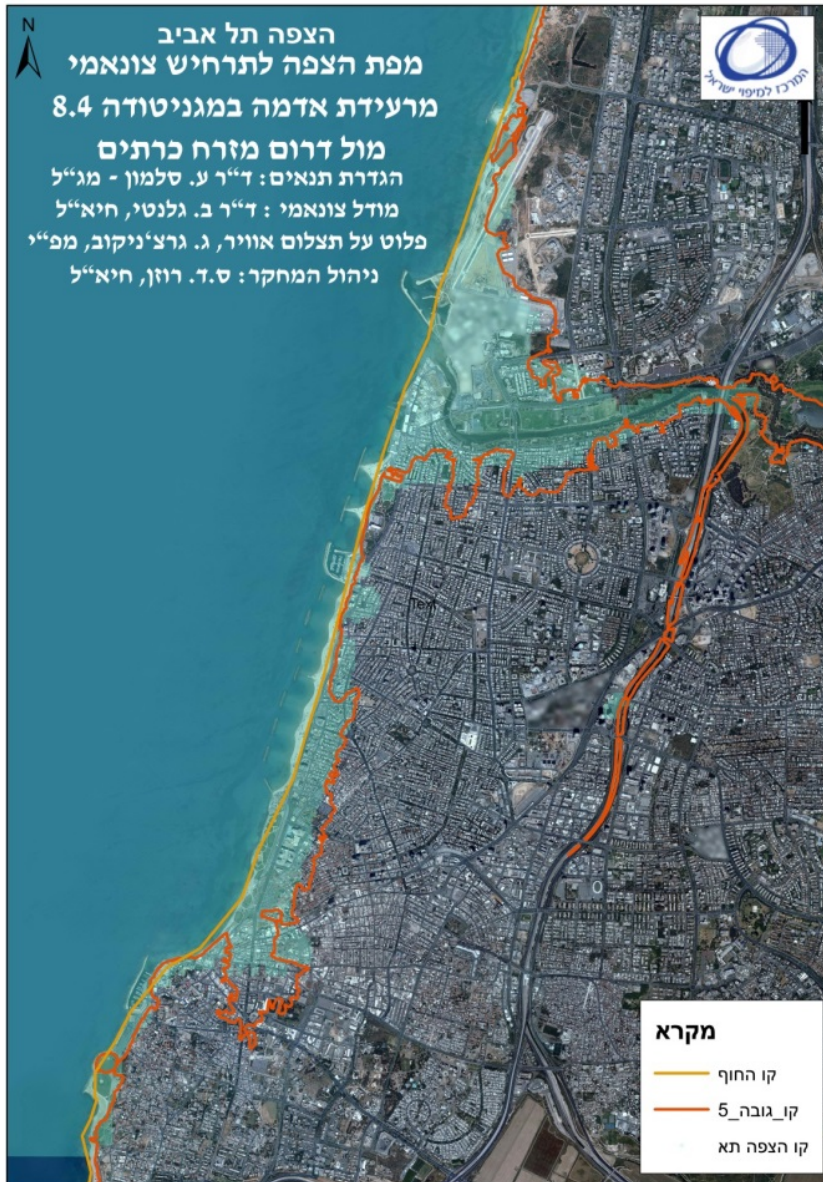 N
הצפה תל אביב
מפת הצפה לתרחיש צונאמי
מרעידת אדמה במגניטודה 8.4
מול דרום מזרח כרתים
הגדרת תנאים: ד״ר ע. סלמון - מג״ל
מודל צונאמי : ד״ר ב. גלנטי, חיא״ל
פלוט על תצלום אוויר, ג. גרצ'ניקוב, מפ״י
ניהול המחקר: ס.ד. רוזן, חיא״ל
המרכז למיפוי ישראל
Text
0
מקרא
קו החוף
קו_גובה_5
קו הצפה תא